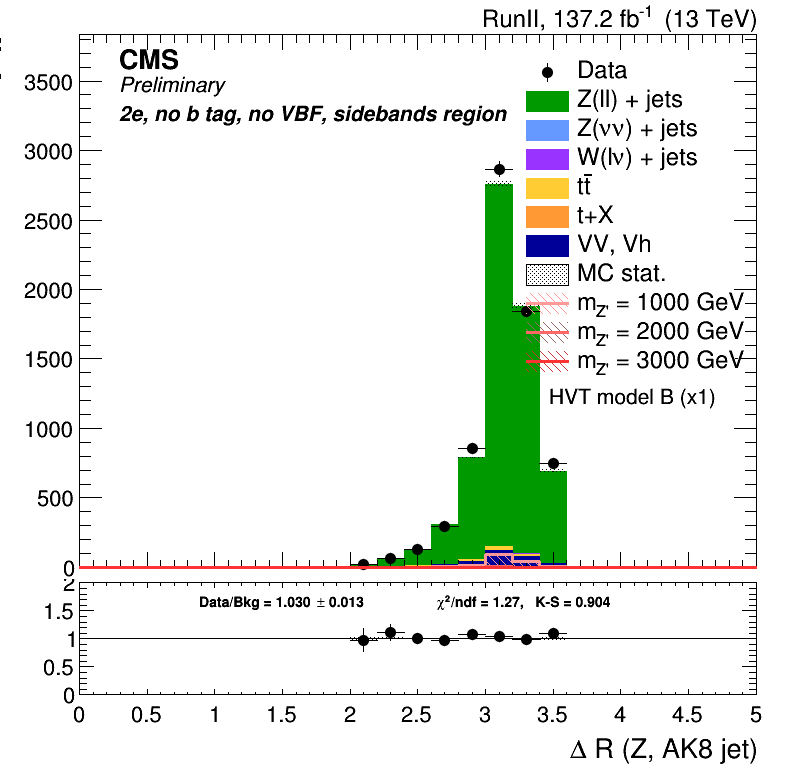 RunII, 137.2 fb⁻¹ (13 TeV)
CMS
Preliminary
2e, no b tag, no VBF, sidebands region
Data
Z(ll) + jets
Z(νν) + jets
W(lν) + jets
tt̄
t+X
VV, Vh
MC stat.
m_Z' = 1000 GeV
m_Z' = 2000 GeV
m_Z' = 3000 GeV
HVT model B (x1)
3500
3000
2500
2000
1500
1000
500
0
2
1.5
1
0.5
0
Data/Bkg = 1.030 ± 0.013 χ²/ndf = 1.27, K-S = 0.904
0 0.5 1 1.5 2 2.5 3 3.5 4 4.5 5
Δ R (Z, AK8 jet)